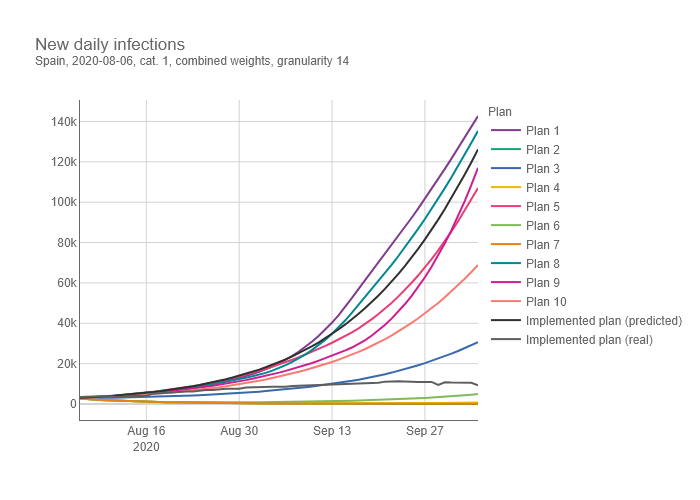 New daily infections
Spain, 2020-08-06, cat. 1, combined weights, granularity 14
140k
120k
100k
80k
60k
40k
20k
0
Aug 16
2020
Aug 30
Sep 13
Sep 27
Plan
Plan 1
Plan 2
Plan 3
Plan 4
Plan 5
Plan 6
Plan 7
Plan 8
Plan 9
Plan 10
Implemented plan (predicted)
Implemented plan (real)